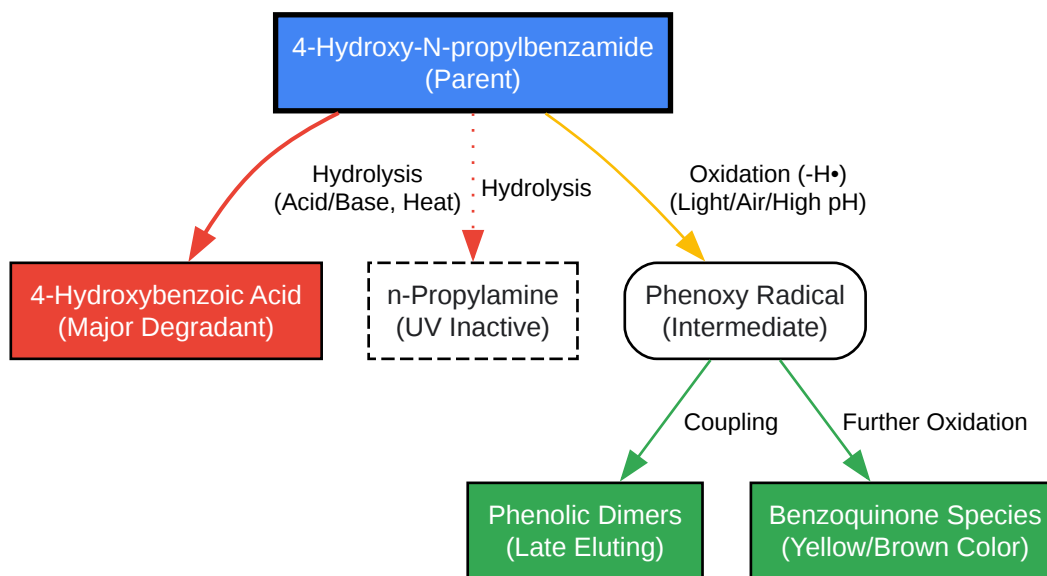 4-Hydroxy-N-propylbenzamide
(Parent)
Hydrolysis
(Acid/Base, Heat)
Hydrolysis
Oxidation (-H•)
(Light/Air/High pH)
4-Hydroxybenzoic Acid
(Major Degradant)
n-Propylamine
(UV Inactive)
Phenoxy Radical
(Intermediate)
Coupling
Further Oxidation
Phenolic Dimers
(Late Eluting)
Benzoquinone Species
(Yellow/Brown Color)